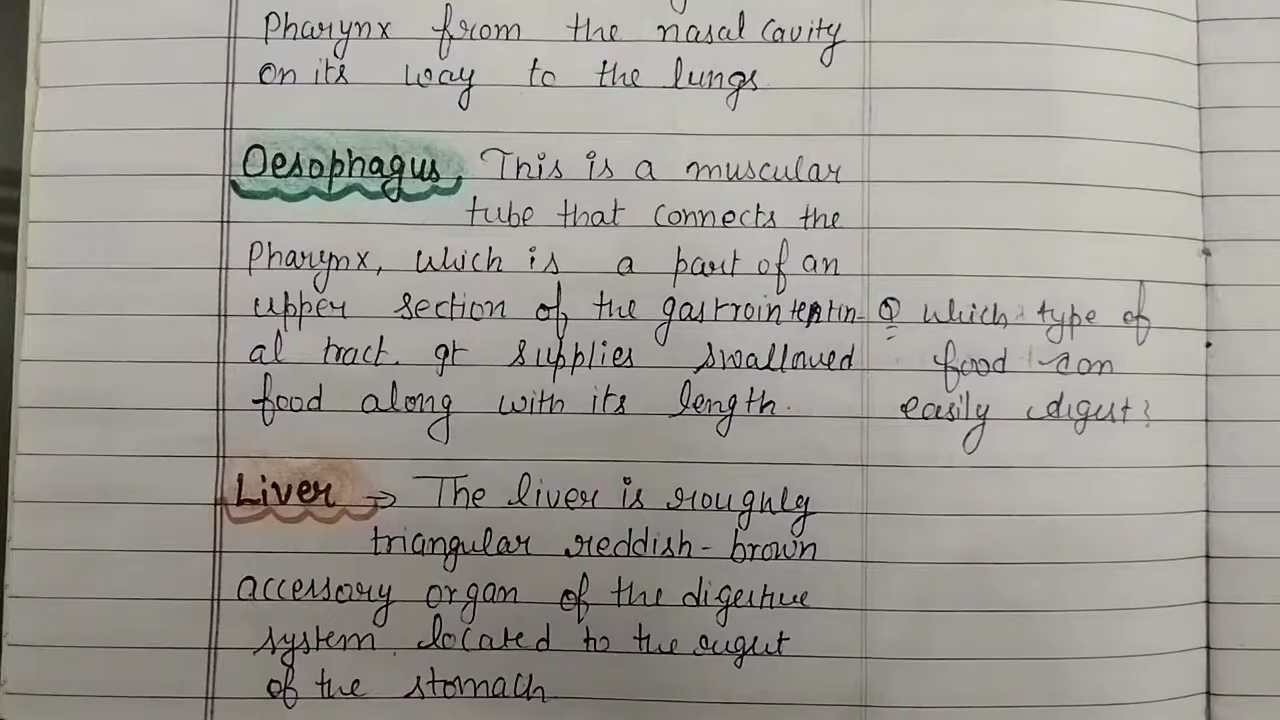 Pharynx from the nasal cavity
on its way to the lungs
Oesophagus, This is a muscular
tube that connects the
Pharynx, which is a part of an
upper section of the gastrointestin-
al tract. It supplies swallowed
food along with its length.
Q which type of
food can
easily digest?
Liver → The liver is roughly
triangular reddish-brown
accessory organ of the digestive
system. located to the right
of the stomach